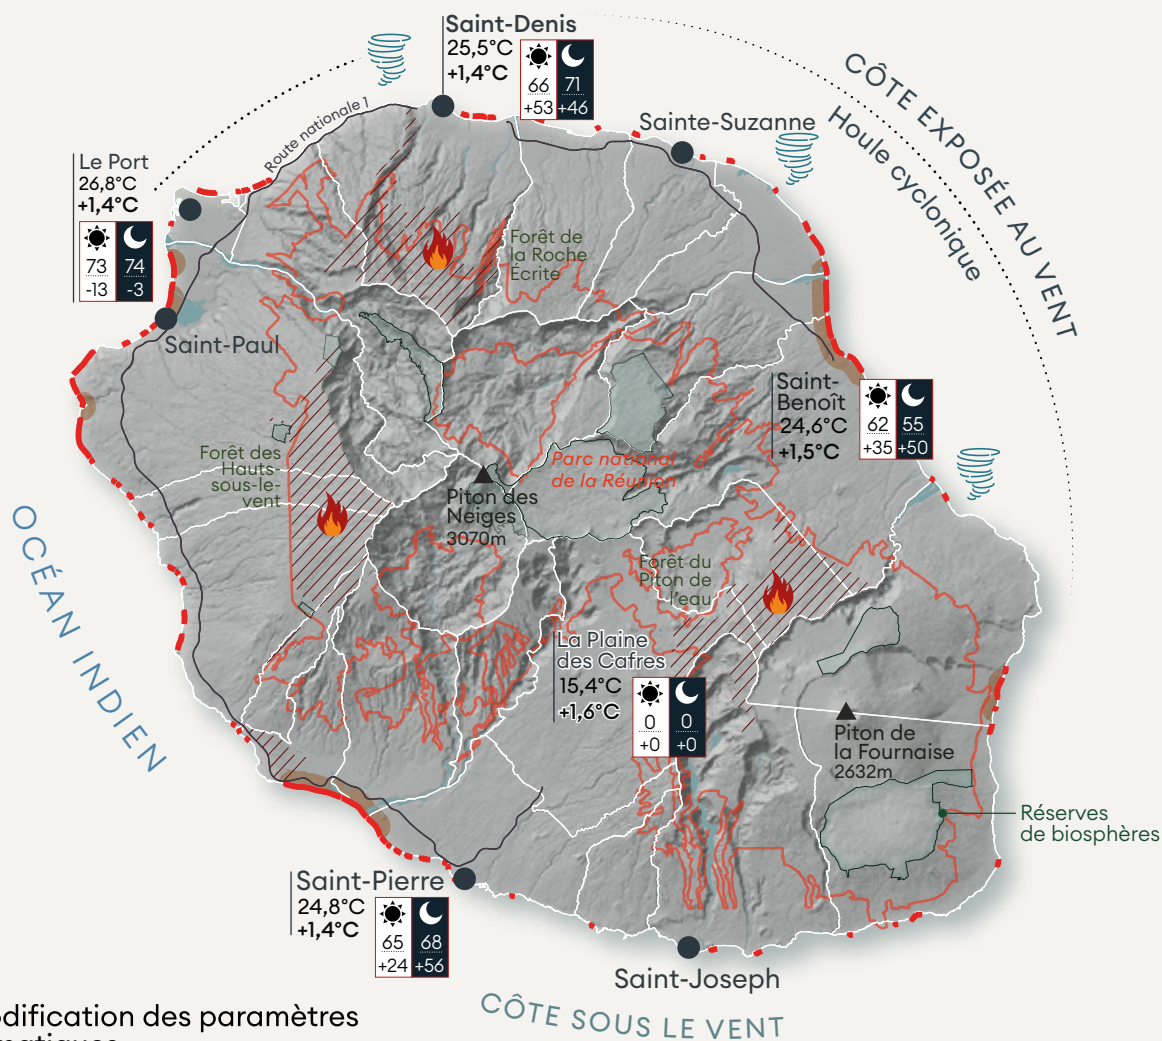 Saint-Denis
25,5°C
+1,4°C
66
+53
71
+46
Route nationale 1
Sainte-Suzanne
CÔTE EXPOSÉE AU VENT
Houle cyclonique
Le Port
26,8°C
+1,4°C
73
-13
74
-3
Forêt de
la Roche
Écrite
Saint-Paul
Saint-
Benoît
24,6°C
+1,5°C
62
+35
55
+50
Forêt des
Hauts-
sous-le-
vent
Parc national
de la Réunion
Piton des
Neiges
3070m
OCÉAN INDIEN
Forêt du
Piton de
l'eau
La Plaine
des Cafres
15,4°C
+1,6°C
0
+0
0
+0
Piton de
la Fournaise
2632m
Réserves
de biosphères
Saint-Pierre
24,8°C
+1,4°C
65
+24
68
+56
Saint-Joseph
CÔTE SOUS LE VENT
dification des paramètres